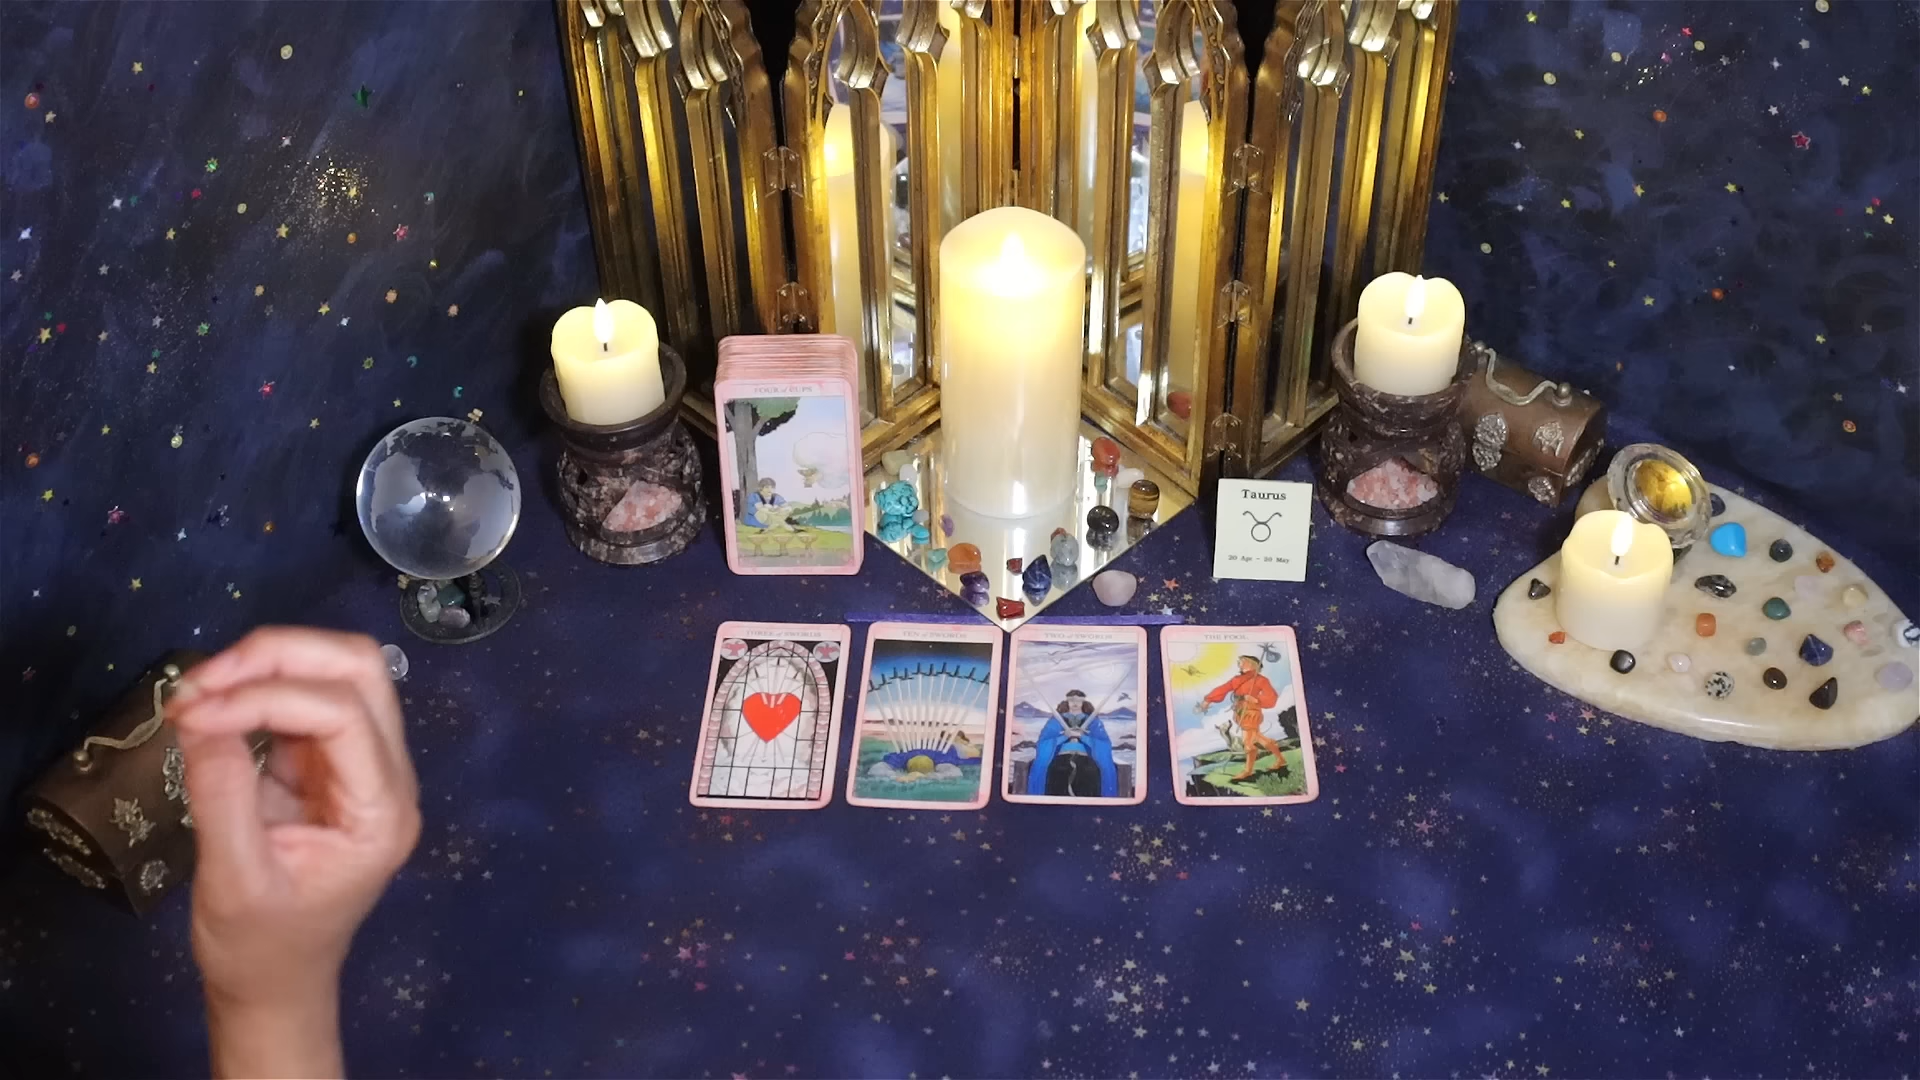 FOUR of CUPS
Taurus
20 Apr - 20 May
THREE of SWORDS
TEN of SWORDS
TWO of SWORDS
THE FOOL